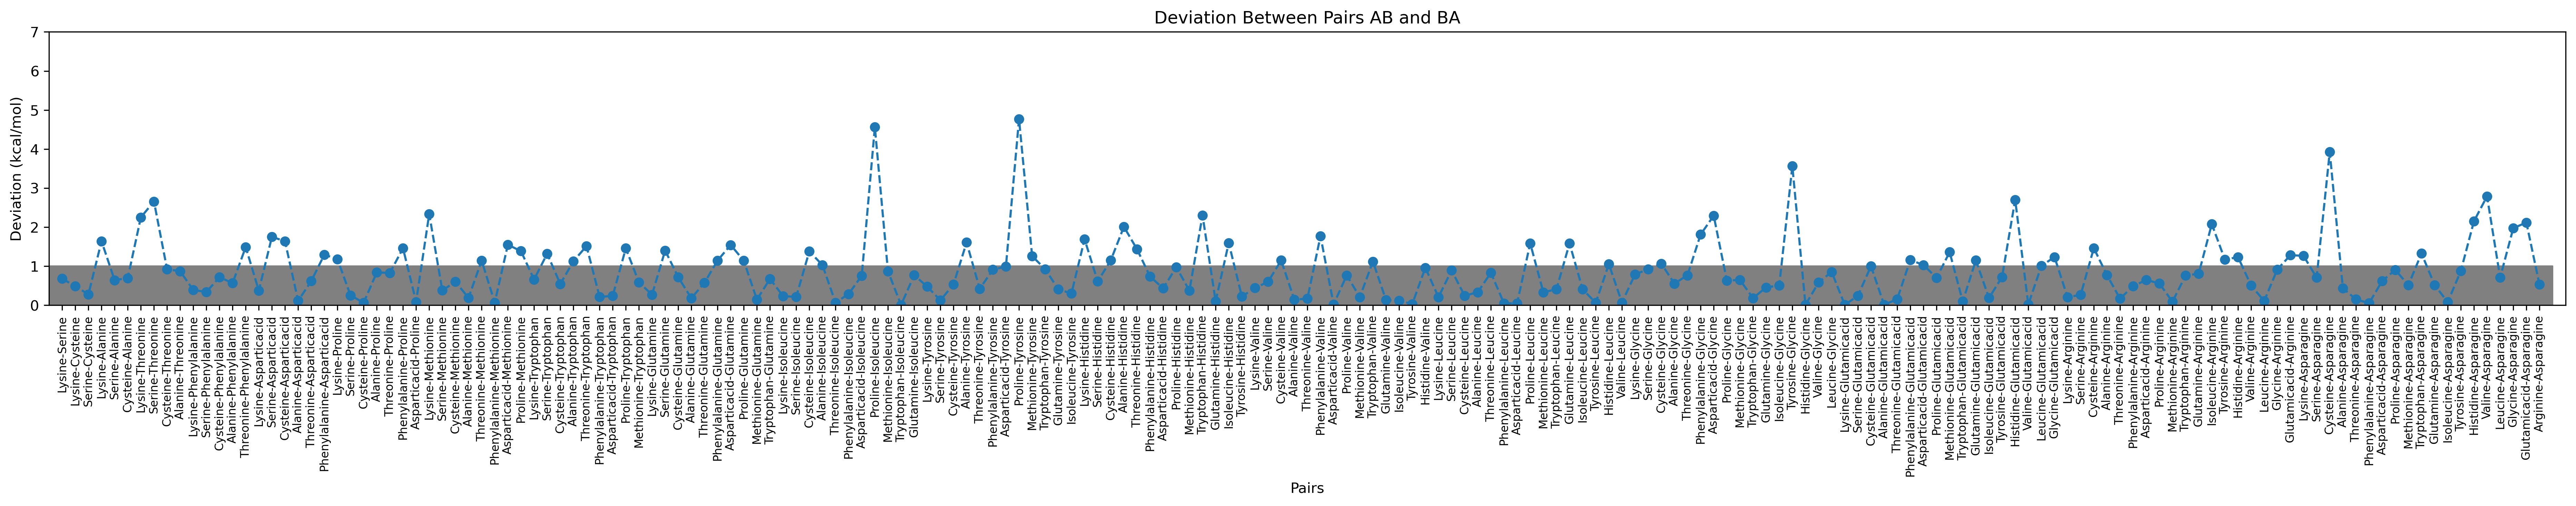 Deviation Between Pairs AB and BA
Deviation (kcal/mol)
7
6
5
4
3
2
1
0
Lysine-Serine
Lysine-Cysteine
Serine-Cysteine
Lysine-Alanine
Serine-Alanine
Cysteine-Alanine
Lysine-Threonine
Serine-Threonine
Cysteine-Threonine
Alanine-Threonine
Lysine-Phenylalanine
Serine-Phenylalanine
Cysteine-Phenylalanine
Alanine-Phenylalanine
Threonine-Phenylalanine
Lysine-Asparticacid
Serine-Asparticacid
Cysteine-Asparticacid
Alanine-Asparticacid
Threonine-Asparticacid
Phenylalanine-Asparticacid
Lysine-Proline
Serine-Proline
Cysteine-Proline
Alanine-Proline
Threonine-Proline
Phenylalanine-Proline
Asparticacid-Proline
Lysine-Methionine
Serine-Methionine
Cysteine-Methionine
Alanine-Methionine
Threonine-Methionine
Phenylalanine-Methionine
Asparticacid-Methionine
Proline-Methionine
Lysine-Tryptophan
Serine-Tryptophan
Cysteine-Tryptophan
Alanine-Tryptophan
Threonine-Tryptophan
Phenylalanine-Tryptophan
Asparticacid-Tryptophan
Proline-Tryptophan
Methionine-Tryptophan
Lysine-Glutamine
Serine-Glutamine
Cysteine-Glutamine
Alanine-Glutamine
Threonine-Glutamine
Phenylalanine-Glutamine
Asparticacid-Glutamine
Proline-Glutamine
Methionine-Glutamine
Tryptophan-Glutamine
Lysine-Isoleucine
Serine-Isoleucine
Cysteine-Isoleucine
Alanine-Isoleucine
Threonine-Isoleucine
Phenylalanine-Isoleucine
Asparticacid-Isoleucine
Proline-Isoleucine
Methionine-Isoleucine
Tryptophan-Isoleucine
Glutamine-Isoleucine
Lysine-Tyrosine
Serine-Tyrosine
Cysteine-Tyrosine
Alanine-Tyrosine
Threonine-Tyrosine
Phenylalanine-Tyrosine
Asparticacid-Tyrosine
Proline-Tyrosine
Methionine-Tyrosine
Tryptophan-Tyrosine
Glutamine-Tyrosine
Isoleucine-Tyrosine
Lysine-Histidine
Serine-Histidine
Cysteine-Histidine
Alanine-Histidine
Threonine-Histidine
Phenylalanine-Histidine
Asparticacid-Histidine
Proline-Histidine
Methionine-Histidine
Tryptophan-Histidine
Glutamine-Histidine
Isoleucine-Histidine
Tyrosine-Histidine
Lysine-Valine
Serine-Valine
Cysteine-Valine
Alanine-Valine
Threonine-Valine
Phenylalanine-Valine
Asparticacid-Valine
Proline-Valine
Methionine-Valine
Tryptophan-Valine
Glutamine-Valine
Isoleucine-Valine
Tyrosine-Valine
Histidine-Valine
Lysine-Leucine
Serine-Leucine
Cysteine-Leucine
Alanine-Leucine
Threonine-Leucine
Phenylalanine-Leucine
Asparticacid-Leucine
Proline-Leucine
Methionine-Leucine
Tryptophan-Leucine
Glutamine-Leucine
Isoleucine-Leucine
Tyrosine-Leucine
Histidine-Leucine
Valine-Leucine
Lysine-Glycine
Serine-Glycine
Cysteine-Glycine
Alanine-Glycine
Threonine-Glycine
Phenylalanine-Glycine
Asparticacid-Glycine
Proline-Glycine
Methionine-Glycine
Tryptophan-Glycine
Glutamine-Glycine
Isoleucine-Glycine
Tyrosine-Glycine
Histidine-Glycine
Valine-Glycine
Leucine-Glycine
Lysine-Glutamicacid
Serine-Glutamicacid
Cysteine-Glutamicacid
Alanine-Glutamicacid
Threonine-Glutamicacid
Phenylalanine-Glutamicacid
Asparticacid-Glutamicacid
Proline-Glutamicacid
Methionine-Glutamicacid
Tryptophan-Glutamicacid
Glutamine-Glutamicacid
Isoleucine-Glutamicacid
Tyrosine-Glutamicacid
Histidine-Glutamicacid
Valine-Glutamicacid
Leucine-Glutamicacid
Glycine-Glutamicacid
Lysine-Arginine
Serine-Arginine
Cysteine-Arginine
Alanine-Arginine
Threonine-Arginine
Phenylalanine-Arginine
Asparticacid-Arginine
Proline-Arginine
Methionine-Arginine
Tryptophan-Arginine
Glutamine-Arginine
Isoleucine-Arginine
Tyrosine-Arginine
Histidine-Arginine
Valine-Arginine
Leucine-Arginine
Glycine-Arginine
Glutamicacid-Arginine
Lysine-Asparagine
Serine-Asparagine
Cysteine-Asparagine
Alanine-Asparagine
Threonine-Asparagine
Phenylalanine-Asparagine
Asparticacid-Asparagine
Proline-Asparagine
Methionine-Asparagine
Tryptophan-Asparagine
Glutamine-Asparagine
Isoleucine-Asparagine
Tyrosine-Asparagine
Histidine-Asparagine
Valine-Asparagine
Leucine-Asparagine
Glycine-Asparagine
Glutamicacid-Asparagine
Arginine-Asparagine
Pairs